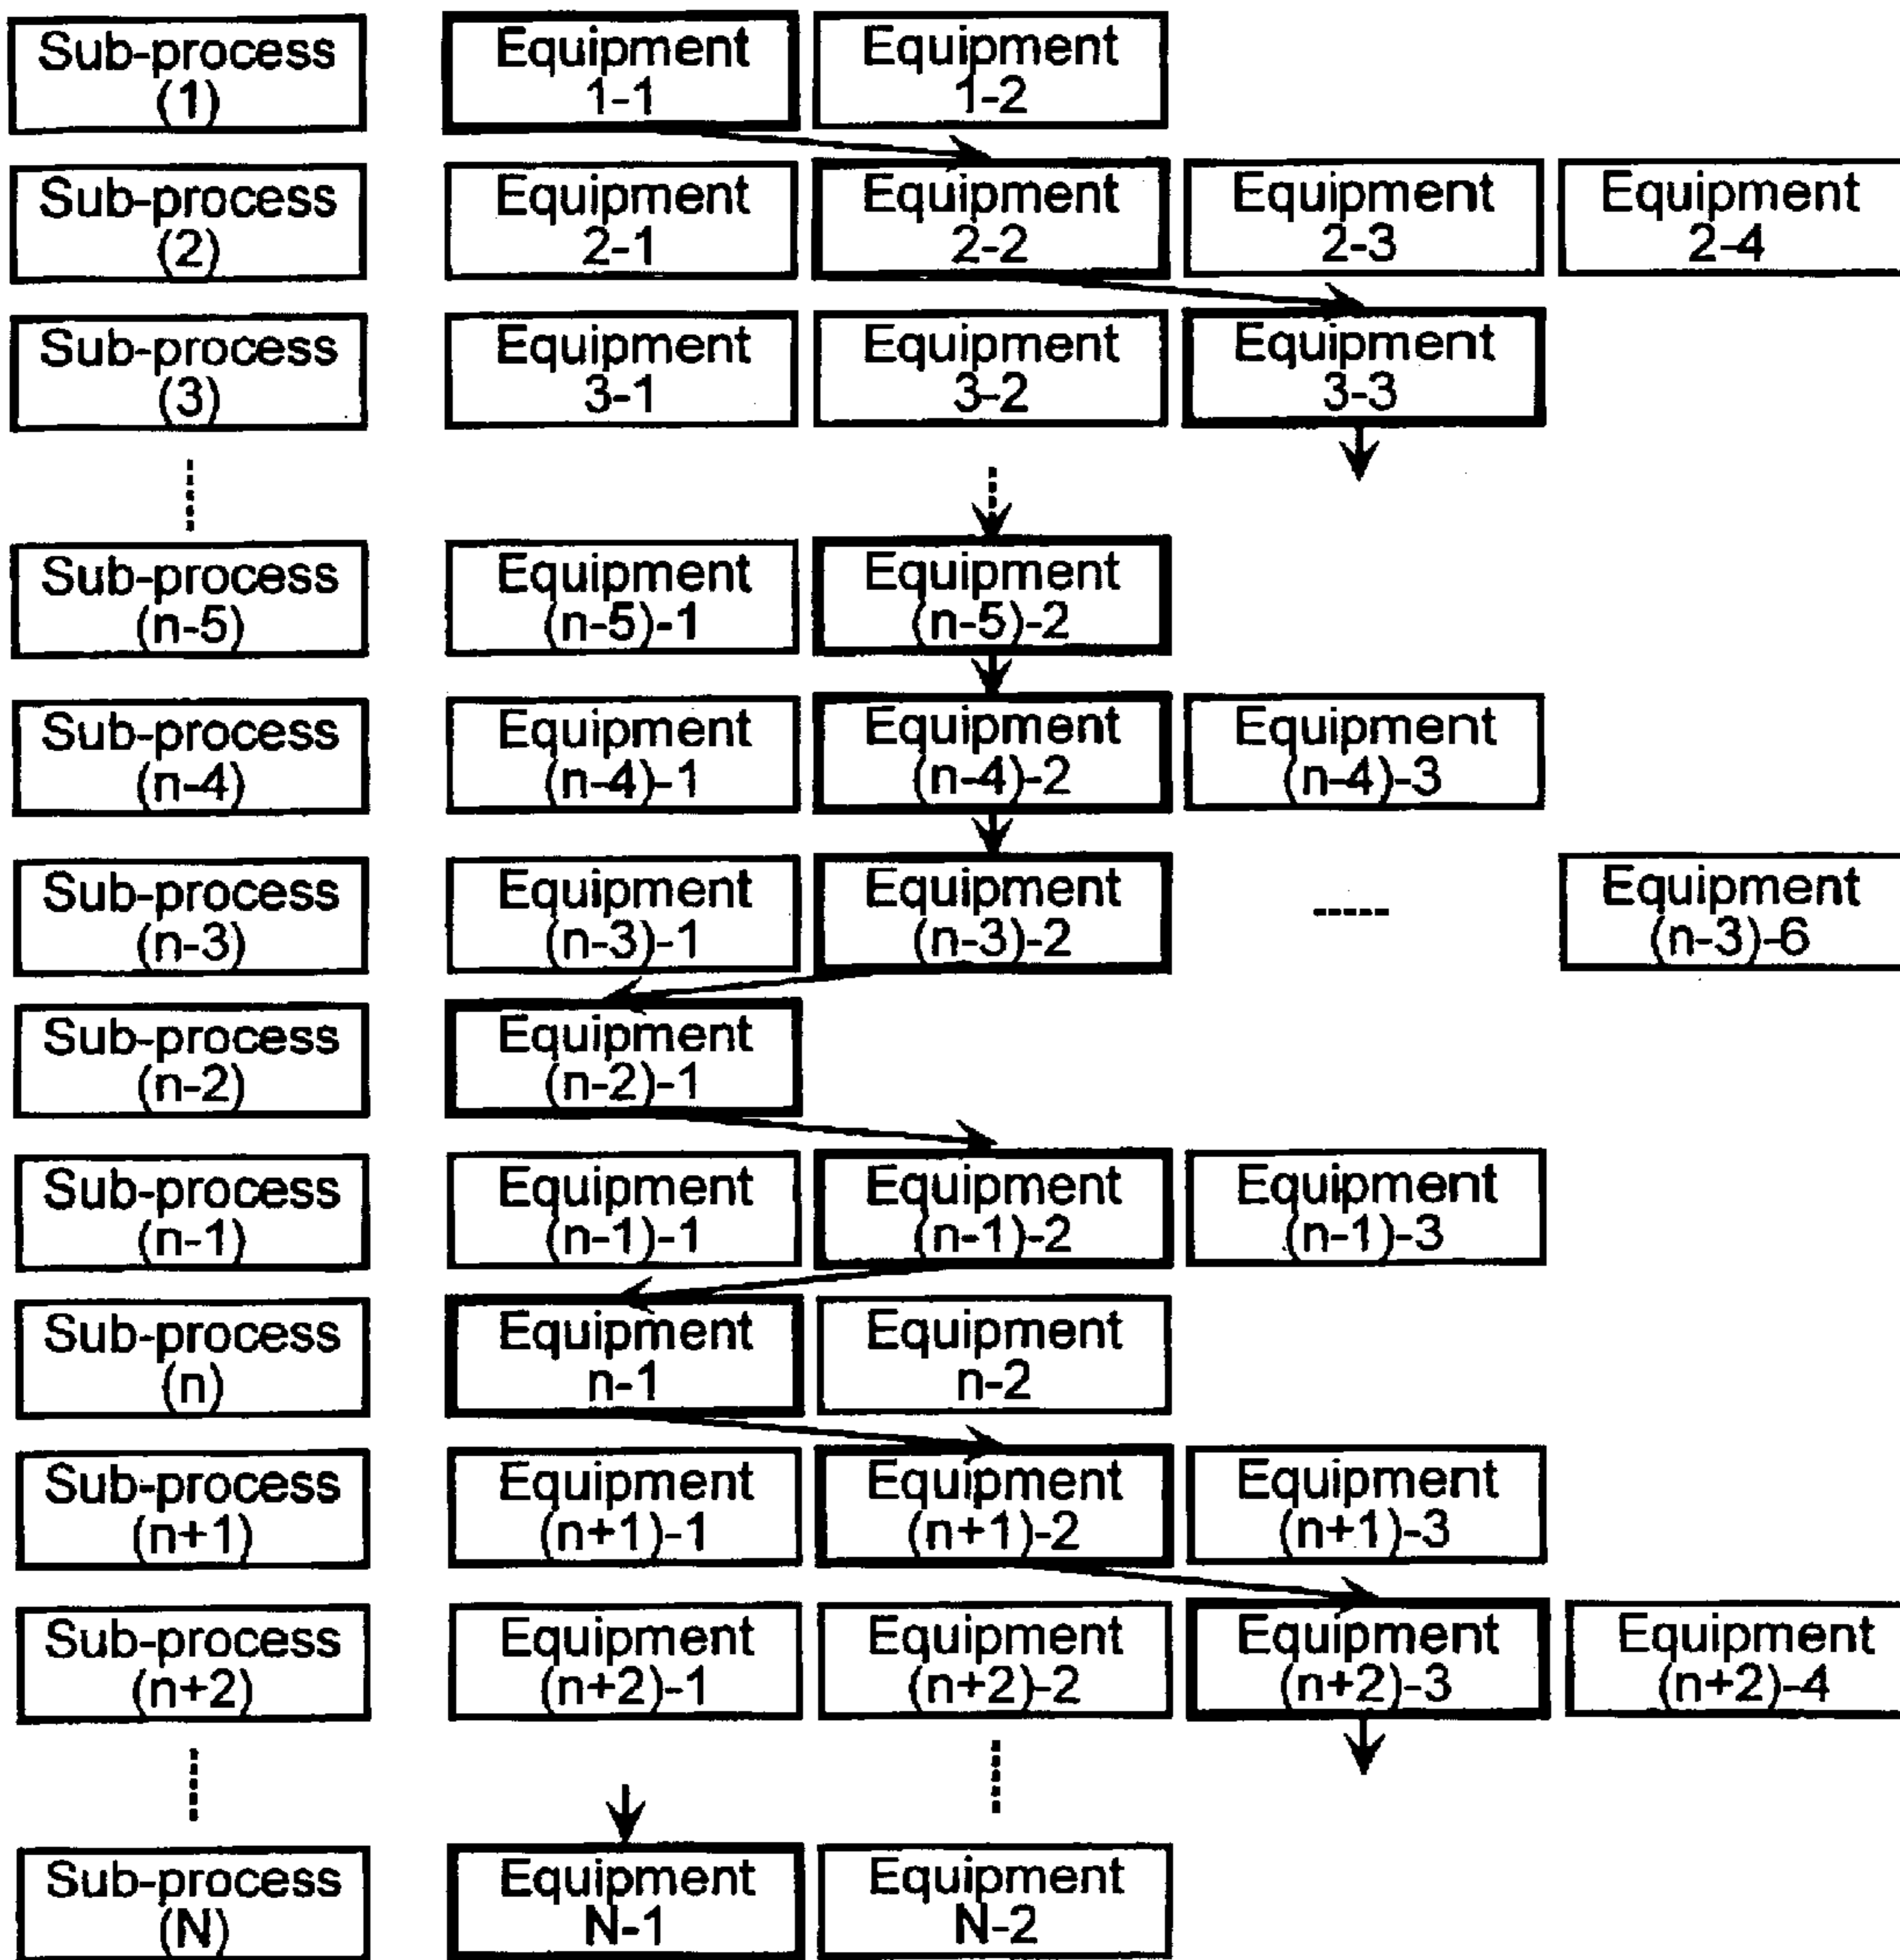 Sub-process
(1)
Equipment
1-1
Equipment
1-2
Sub-process
(2)
Equipment
2-1
Equipment
2-2
Equipment
2-3
Equipment
2-4
Sub-process
(3)
Equipment
3-1
Equipment
3-2
Equipment
3-3
Sub-process
(n-5)
Equipment
(n-5)-1
Equipment
(n-5)-2
Sub-process
(n-4)
Equipment
(n-4)-1
Equipment
(n-4)-2
Equipment
(n-4)-3
Sub-process
(n-3)
Equipment
(n-3)-1
Equipment
(n-3)-2
Equipment
(n-3)-6
Sub-process
(n-2)
Equipment
(n-2)-1
Sub-process
(n-1)
Equipment
(n-1)-1
Equipment
(n-1)-2
Equipment
(n-1)-3
Sub-process
(n)
Equipment
n-1
Equipment
n-2
Sub-process
(n+1)
Equipment
(n+1)-1
Equipment
(n+1)-2
Equipment
(n+1)-3
Sub-process
(n+2)
Equipment
(n+2)-1
Equipment
(n+2)-2
Equipment
(n+2)-3
Equipment
(n+2)-4
Sub-process
(N)
Equipment
N-1
Equipment
N-2